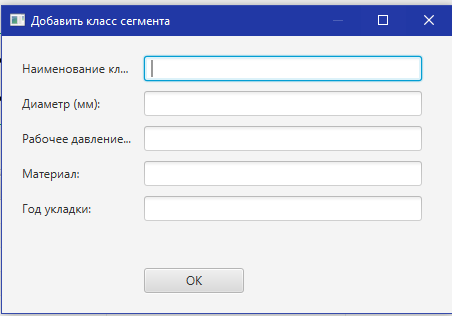 Добавить класс сегмента
Наименование кл...
Диаметр (мм):
Рабочее давление...
Материал:
Год укладки:
OK